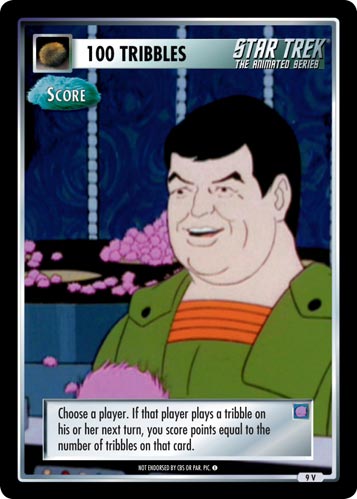 100 TRIBBLES
STAR TREK
THE ANIMATED SERIES
SCORE
Choose a player. If that player plays a tribble on
his or her next turn, you score points equal to the
number of tribbles on that card.
NOT ENDORSED BY CBS OR PAR. PIC.
9 V